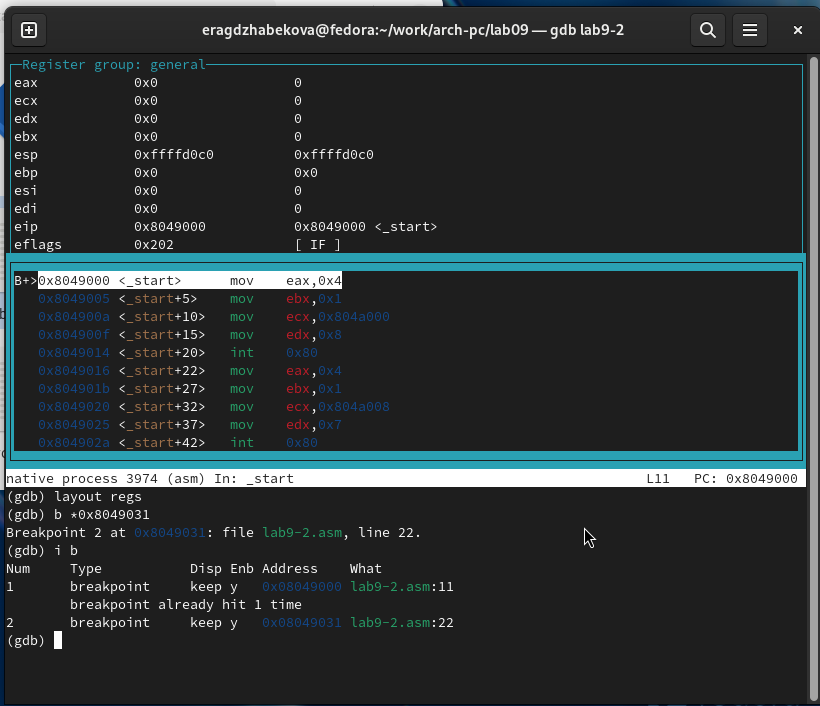 eragdzhabekova@fedora:~/work/arch-pc/lab09 — gdb lab9-2
Register group: general
eax 0x0 0
ecx 0x0 0
edx 0x0 0
ebx 0x0 0
esp 0xffffd0c0 0xffffd0c0
ebp 0x0 0x0
esi 0x0 0
edi 0x0 0
eip 0x8049000 0x8049000 <_start>
eflags 0x202 [ IF ]
B+>0x8049000 <_start> mov eax,0x4
0x8049005 <_start+5> mov ebx,0x1
0x804900a <_start+10> mov ecx,0x804a000
0x804900f <_start+15> mov edx,0x8
0x8049014 <_start+20> int 0x80
0x8049016 <_start+22> mov eax,0x4
0x804901b <_start+27> mov ebx,0x1
0x8049020 <_start+32> mov ecx,0x804a008
0x8049025 <_start+37> mov edx,0x7
0x804902a <_start+42> int 0x80
native process 3974 (asm) In: _start L11 PC: 0x8049000
(gdb) layout regs
(gdb) b *0x8049031
Breakpoint 2 at 0x8049031: file lab9-2.asm, line 22.
(gdb) i b
Num Type Disp Enb Address What
1 breakpoint keep y 0x08049000 lab9-2.asm:11
breakpoint already hit 1 time
2 breakpoint keep y 0x08049031 lab9-2.asm:22
(gdb)